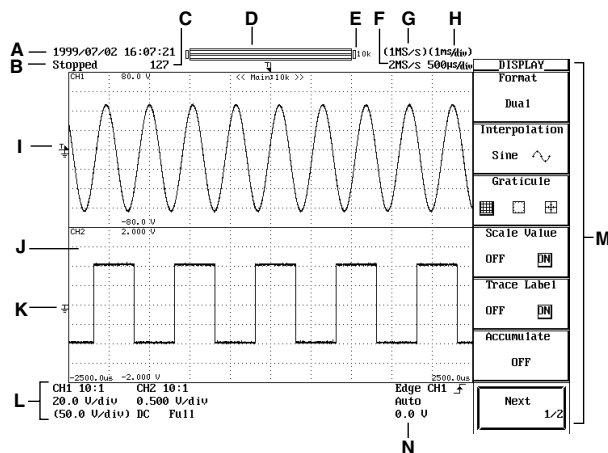 C D E F G H
A 1999/07/02 16:07:21 10k (1MS/s)(1ms/div)
B Stopped 127 2MS/s 500µs/div DISPLAY
CH1 80.0 V << Main:10k >> Format
Dual
Interpolation
Sine
I
Graticule
-80.0 V
CH2 2.000 V Scale Value
J OFF ON M
Trace Label
K OFF ON
Accumulate
OFF
-2500.0us -2.000 V 2500.0us
L CH1 10:1 CH2 10:1 Edge CH1 Next
20.0 V/div 0.500 V/div Auto 1/2
(50.0 V/div) DC Full 0.0 V
N